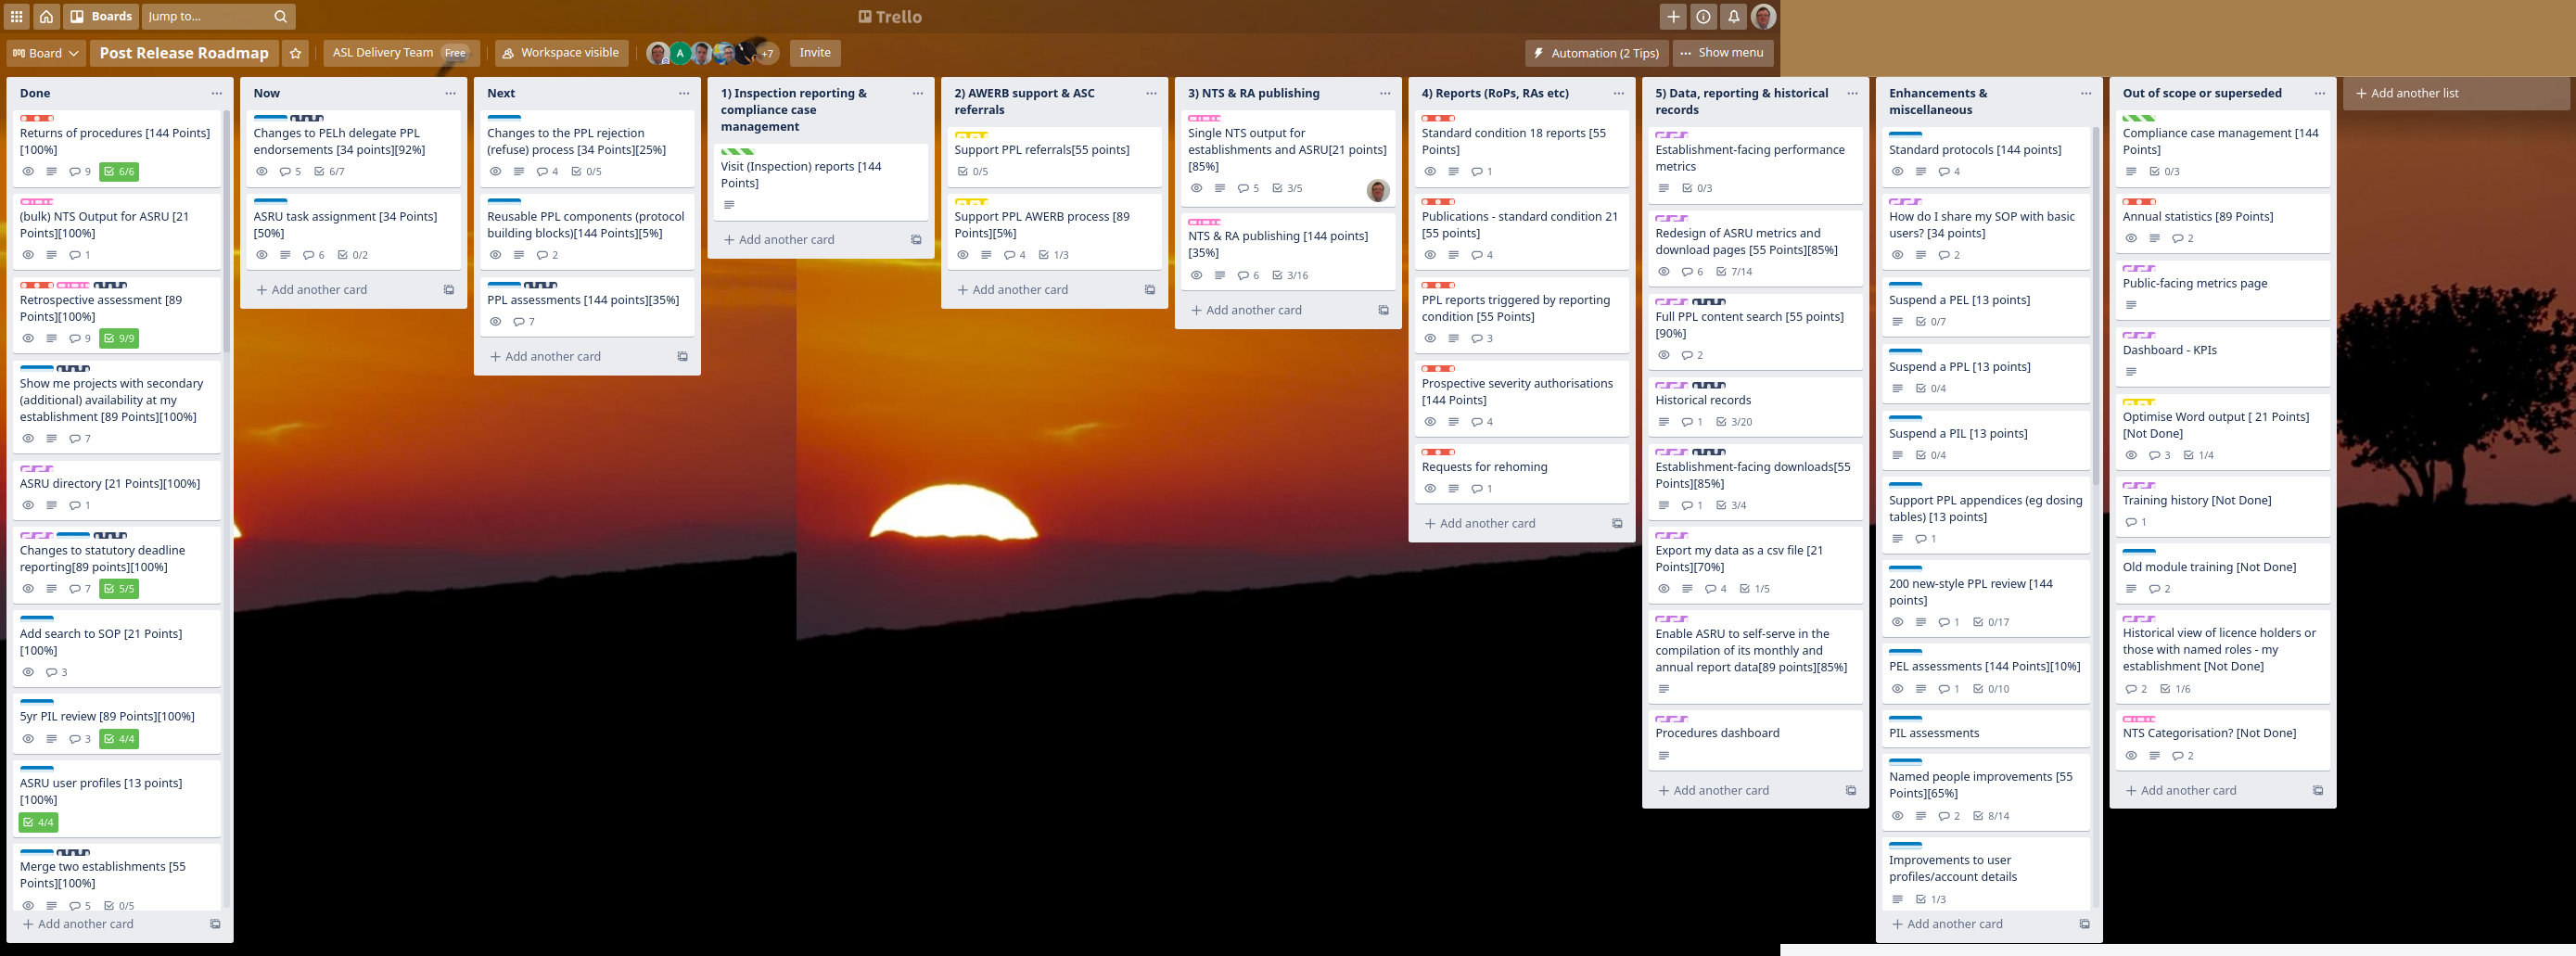 Boards
Jump to...
Trello
Board
Post Release Roadmap
ASL Delivery Team
Free
Workspace visible
A
+7
Invite
Automation (2 Tips)
Show menu
Done
Returns of procedures [144 Points]
[100%]
9
6/6
(bulk) NTS Output for ASRU [21
Points][100%]
1
Retrospective assessment [89
Points][100%]
9
9/9
Show me projects with secondary
(additional) availability at my
establishment [89 Points][100%]
7
ASRU directory [21 Points][100%]
1
Changes to statutory deadline
reporting[89 points][100%]
7
5/5
Add search to SOP [21 Points]
[100%]
3
5yr PIL review [89 Points][100%]
3
4/4
ASRU user profiles [13 points]
[100%]
4/4
Merge two establishments [55
Points][100%]
5
0/5
Add another card
Now
Changes to PELh delegate PPL
endorsements [34 points][92%]
5
6/7
ASRU task assignment [34 Points]
[50%]
6
0/2
Add another card
Next
Changes to the PPL rejection
(refuse) process [34 Points][25%]
4
0/5
Reusable PPL components (protocol
building blocks)[144 Points][5%]
2
PPL assessments [144 points][35%]
7
Add another card
1) Inspection reporting &
compliance case
management
Visit (Inspection) reports [144
Points]
Add another card
2) AWERB support & ASC
referrals
Support PPL referrals[55 points]
0/5
Support PPL AWERB process [89
Points][5%]
4
1/3
Add another card
3) NTS & RA publishing
Single NTS output for
establishments and ASRU[21 points]
[85%]
5
3/5
NTS & RA publishing [144 points]
[35%]
6
3/16
Add another card
4) Reports (RoPs, RAs etc)
Standard condition 18 reports [55
Points]
1
Publications - standard condition 21
[55 points]
4
PPL reports triggered by reporting
condition [55 Points]
3
Prospective severity authorisations
[144 Points]
4
Requests for rehoming
1
Add another card
5) Data, reporting & historical
records
Establishment-facing performance
metrics
0/3
Redesign of ASRU metrics and
download pages [55 Points][85%]
6
7/14
Full PPL content search [55 points]
[90%]
2
Historical records
1
3/20
Establishment-facing downloads[55
Points][85%]
1
3/4
Export my data as a csv file [21
Points][70%]
4
1/5
Enable ASRU to self-serve in the
compilation of its monthly and
annual report data[89 points][85%]
Procedures dashboard
Add another card
Enhancements &
miscellaneous
Standard protocols [144 points]
4
How do I share my SOP with basic
users? [34 points]
2
Suspend a PEL [13 points]
0/7
Suspend a PPL [13 points]
0/4
Suspend a PIL [13 points]
0/4
Support PPL appendices (eg dosing
tables) [13 points]
1
200 new-style PPL review [144
points]
1
0/17
PEL assessments [144 Points][10%]
1
0/10
PIL assessments
Named people improvements [55
Points][65%]
2
8/14
Improvements to user
profiles/account details
1/3
Add another card
Out of scope or superseded
Compliance case management [144
Points]
0/3
Annual statistics [89 Points]
2
Public-facing metrics page
Dashboard - KPIs
Optimise Word output [ 21 Points]
[Not Done]
3
1/4
Training history [Not Done]
1
Old module training [Not Done]
2
Historical view of licence holders or
those with named roles - my
establishment [Not Done]
2
1/6
NTS Categorisation? [Not Done]
2
Add another card
Add another list